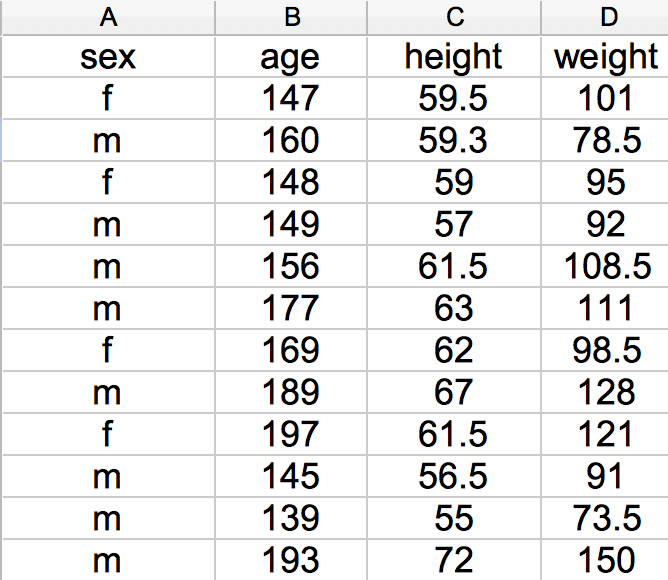 A B C D
sex age height weight
f 147 59.5 101
m 160 59.3 78.5
f 148 59 95
m 149 57 92
m 156 61.5 108.5
m 177 63 111
f 169 62 98.5
m 189 67 128
f 197 61.5 121
m 145 56.5 91
m 139 55 73.5
m 193 72 150